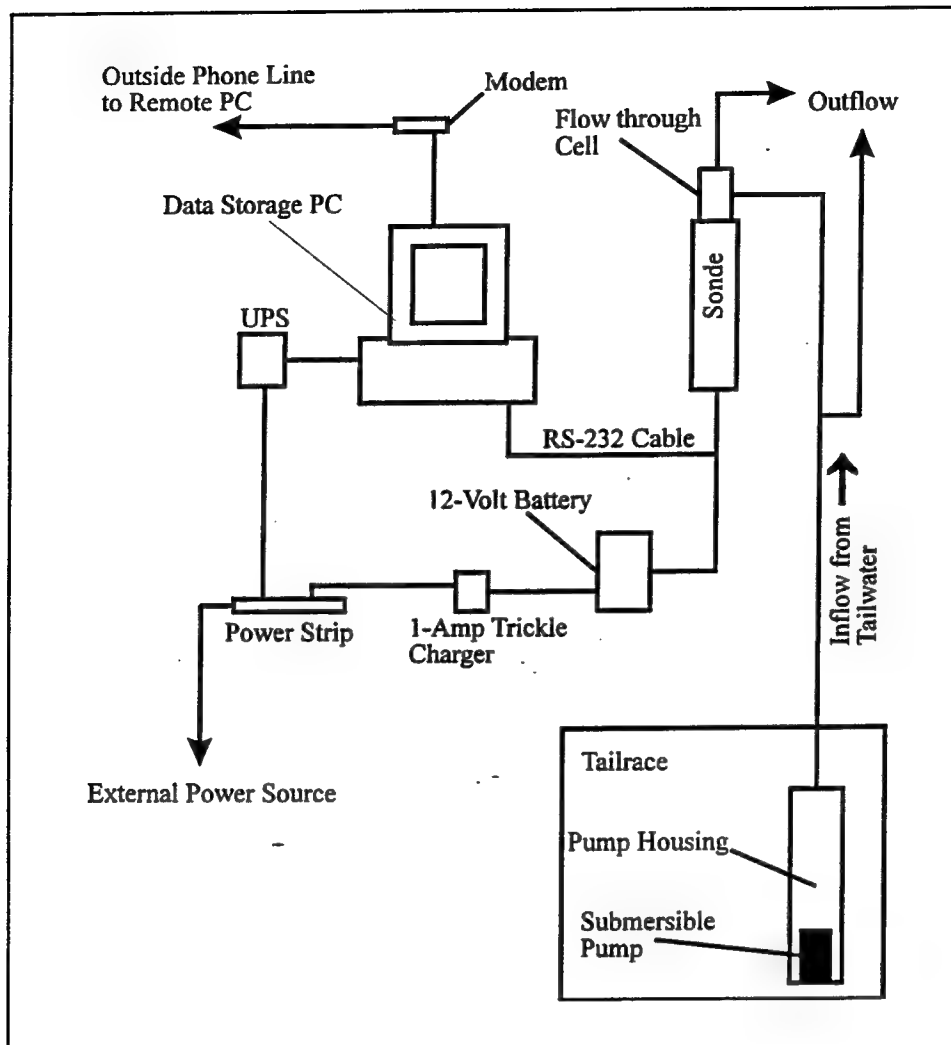 Outside Phone Line
to Remote PC
Modem
Outflow
Flow through
Cell
Data Storage PC
Sonde
UPS
RS-232 Cable
12-Volt Battery
Inflow from
Tailwater
Power Strip
1-Amp Trickle
Charger
Tailrace
External Power Source
Pump Housing
Submersible
Pump